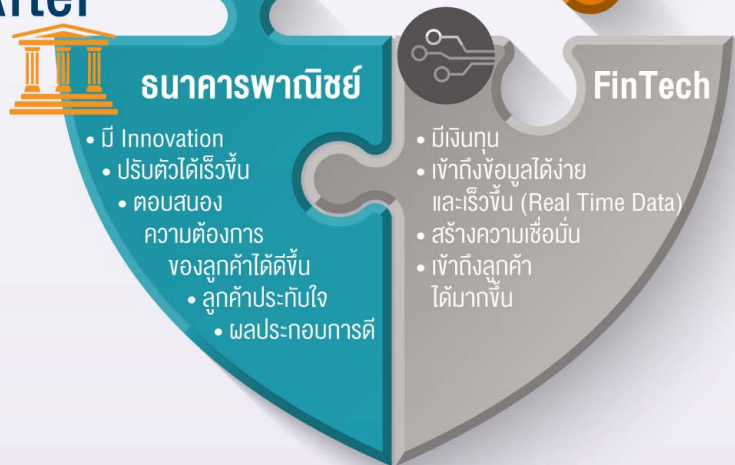 After
ธนาคารพาณิชย์
• มี Innovation
• ปรับตัวได้เร็วขึ้น
• ตอบสนอง
ความต้องการ
ของลูกค้าได้ดีขึ้น
• ลูกค้าประทับใจ
• ผลประกอบการดี
FinTech
• มีเงินทุน
• เข้าถึงข้อมูลได้ง่าย
และเร็วขึ้น (Real Time Data)
• สร้างความเชื่อมั่น
• เข้าถึงลูกค้า
ได้มากขึ้น